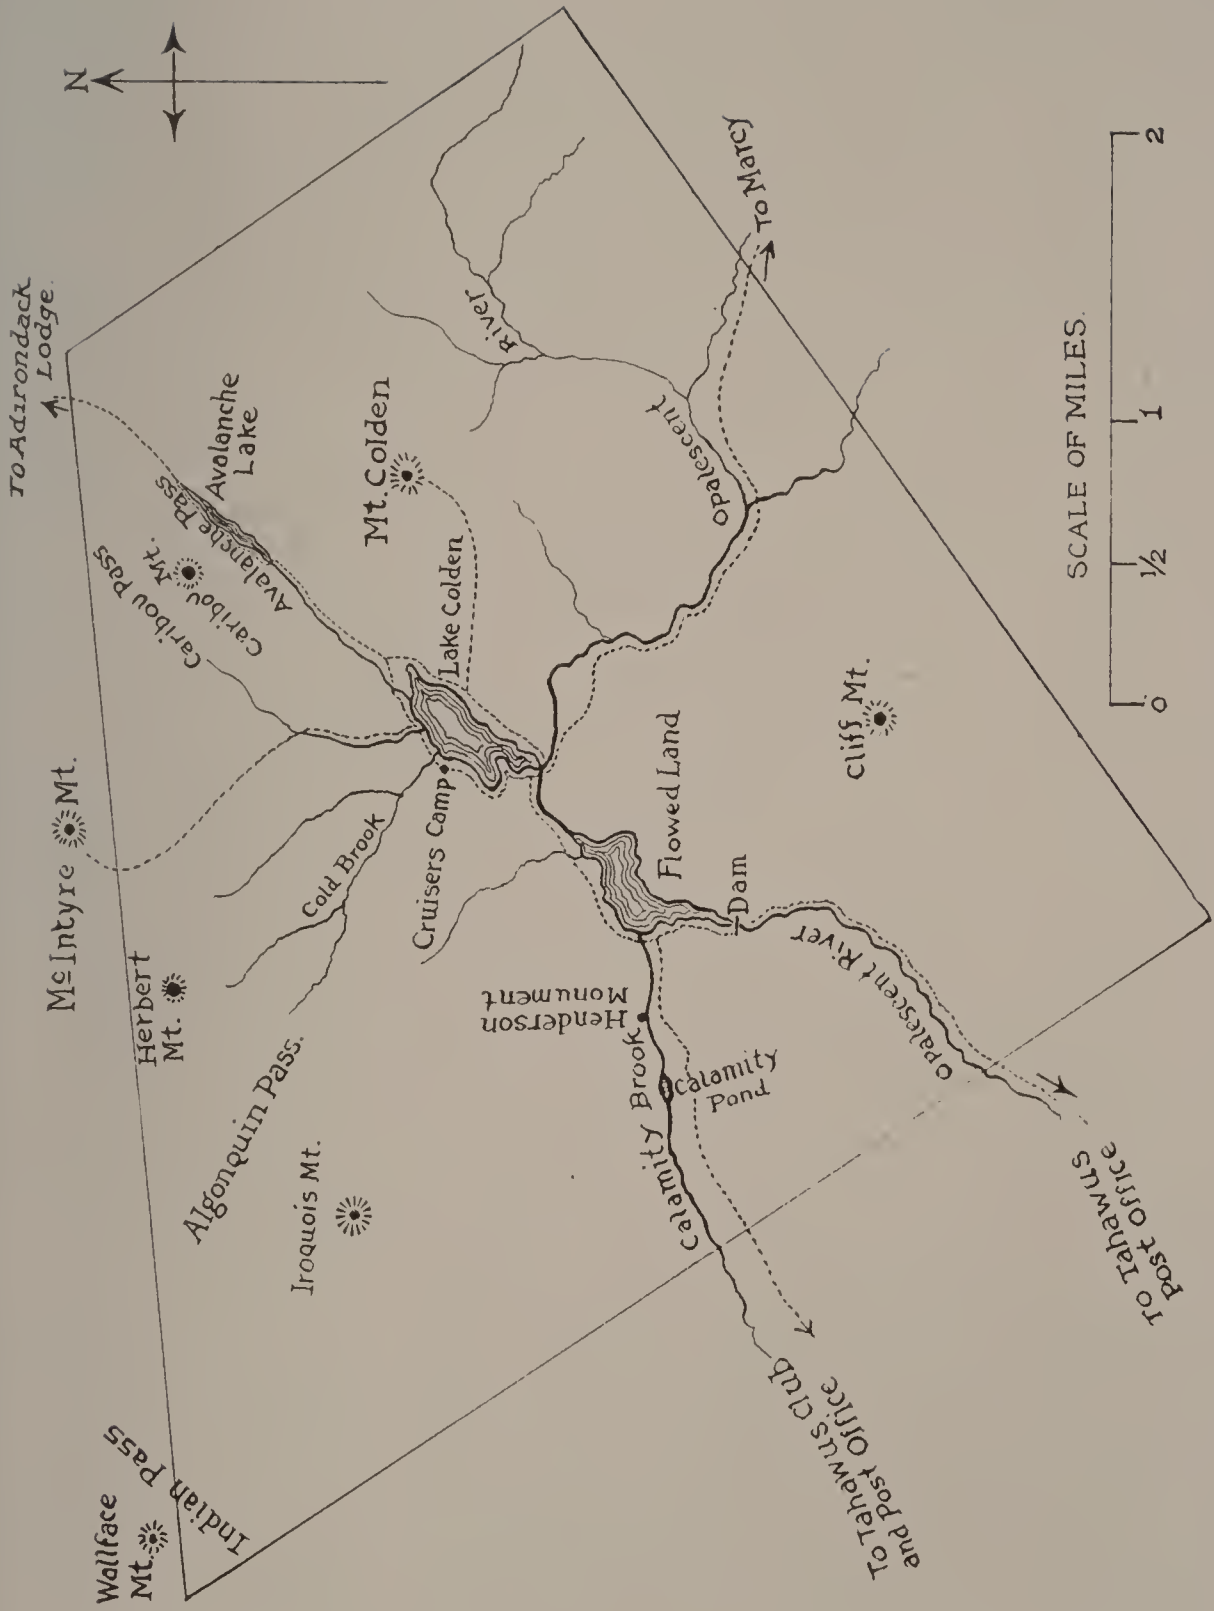 N
To Adirondack
Lodge.
Wallface
Mt.
Indian Pass
McIntyre Mt.
Herbert
Mt.
Algonquin Pass.
Iroquois Mt.
Caribou Pass
Caribou Mt.
Avalanche Pass
Avalanche
Lake
Mt. Colden
Lake Colden
Cold Brook
Cruisers Camp
River
Opalescent
To Marcy
Flowed Land
Dam
Cliff Mt.
Henderson
Monument
Calamity Brook
Calamity
Pond
Opalescent River
To Tahawus Club
and Post Office
To Tahawus
Post Office
SCALE OF MILES.
0 1/2 1 2